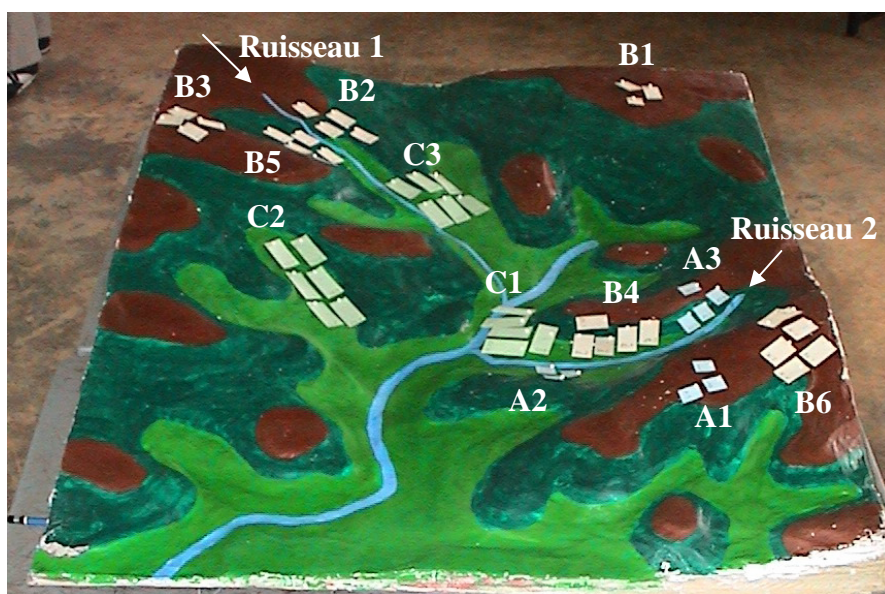 Ruisseau 1
B1
B3
B2
B5
C3
C2
Ruisseau 2
A3
C1
B4
A2
A1
B6